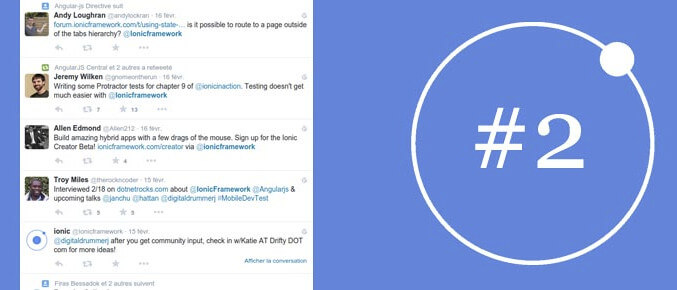 Angular-js Directive suit
Andy Loughran @andylockran · 16 févr.
forum.ionicframework.com/t/using-state-… is it possible to route to a page outside
of the tabs hierarchy? @Ionicframework
AngularJS Central et 2 autres a retweeté
Jeremy Wilken @gnomeontherun · 16 févr.
Writing some Protractor tests for chapter 9 of @ionicinaction. Testing doesn't get
much easier with @Ionicframework
7 13
Allen Edmond @Allen212 · 15 févr.
Build amazing hybrid apps with a few drags of the mouse. Sign up for the Ionic
Creator Beta! ionicframework.com/creator via @ionicframework
4
Troy Miles @therockncoder · 15 févr.
Interviewed 2/18 on dotnetrocks.com about @IonicFramework @Angularjs &
upcoming talks @janchu @hattan @digitaldrummerj #MobileDevTest
5 5
ionic @Ionicframework · 15 févr.
@digitaldrummerj after you get community input, check in w/Katie AT Drifty DOT
com for more ideas!
Afficher la conversation
Firas Bessadok et 2 autres suivent
#2